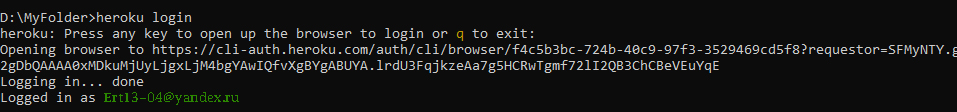 D:\MyFolder>heroku login
heroku: Press any key to open up the browser to login or q to exit:
Opening browser to https://cli-auth.heroku.com/auth/cli/browser/f4c5b3bc-724b-40c9-97f3-3529469cd5f8?requestor=SFMyNTY.g
2gDbQAAAA0xMDkuMjUyLjgxLjM4bgYAwIQfvXgBYgABUYA.lrdU3FqjkzeAa7g5HCRwTgmf72lI2QB3ChCBeVEuYqE
Logging in... done
Logged in as Ert13-04@yandex.ru